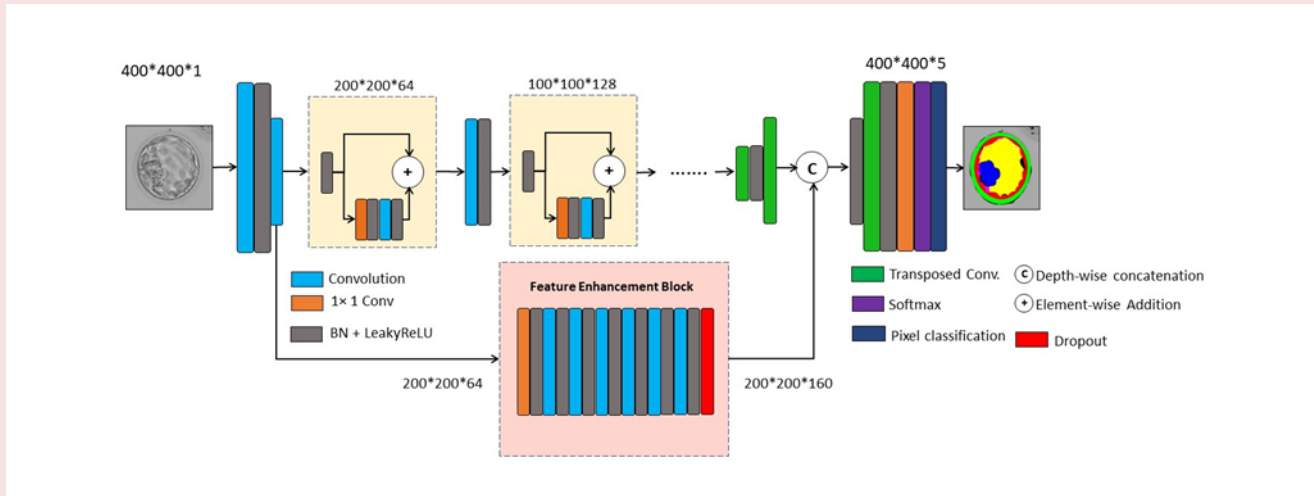 400*400*1
200*200*64
100*100*128
400*400*5
+
+
.......
C
Convolution
1× 1 Conv
BN + LeakyReLU
Feature Enhancement Block
Transposed Conv.
Softmax
Pixel classification
C Depth-wise concatenation
+ Element-wise Addition
Dropout
200*200*64
200*200*160